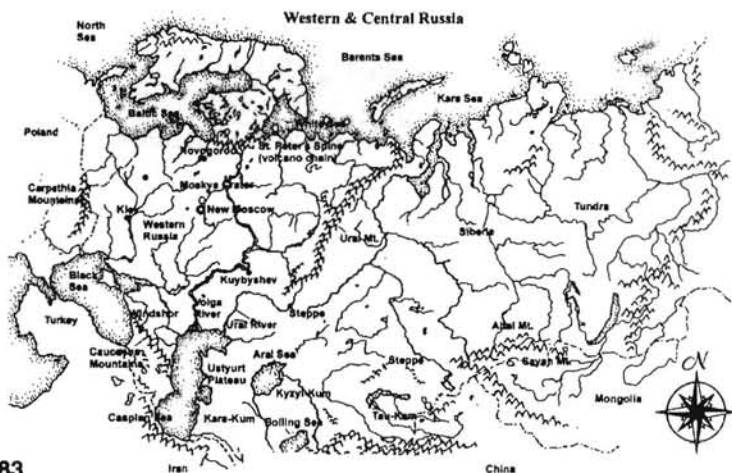 Western & Central Russia
North
Sea
Barents Sea
Kara Sea
Baltic Sea
White Sea
Poland
Novogorod
St. Peter's Spine
(volcano chain)
Carpathia
Mountains
Moskva Crater
Kiev
New Moscow
Tundra
Western
Russia
Ural Mt.
Siberia
Black
Sea
Kuybyshev
Volga
River
Steppe
Turkey
Ural River
Altai Mt.
Caucasus
Mountains
Aral Sea
Steppe
Sayan Mt.
N
Ustyurt
Plateau
Kyzyl-Kum
Mongolia
Caspian Sea
Kara-Kum
Boiling Sea
Tau-Kum
83
Iran
China